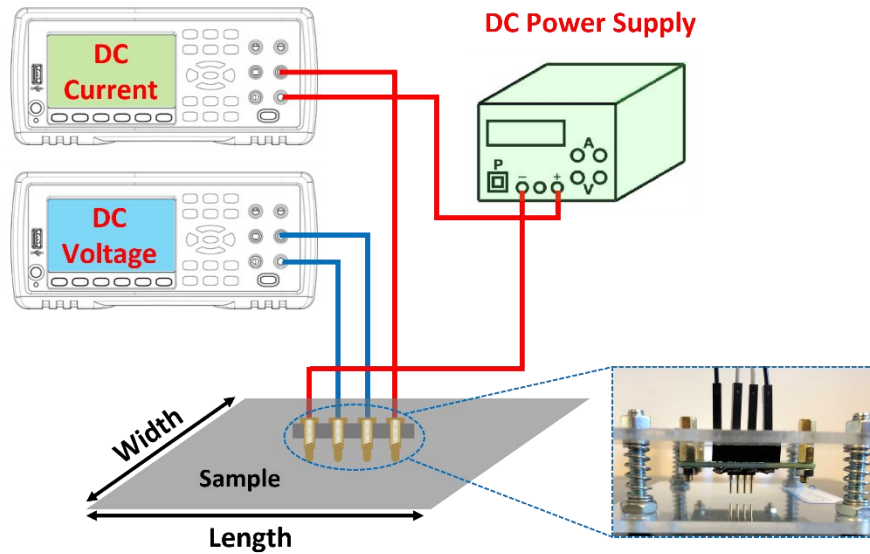 DC Power Supply
DC
Current
DC
Voltage
A
P
− +
V
Width
Sample
Length